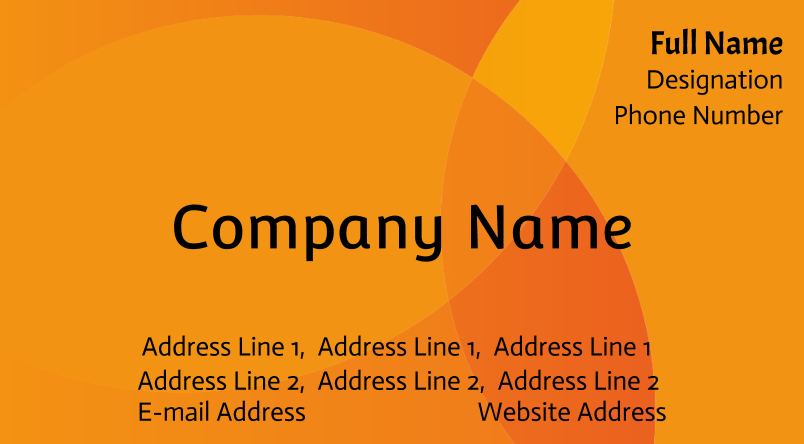 Full Name
Designation
Phone Number
Company Name
Address Line 1, Address Line 1, Address Line 1
Address Line 2, Address Line 2, Address Line 2
E-mail Address Website Address